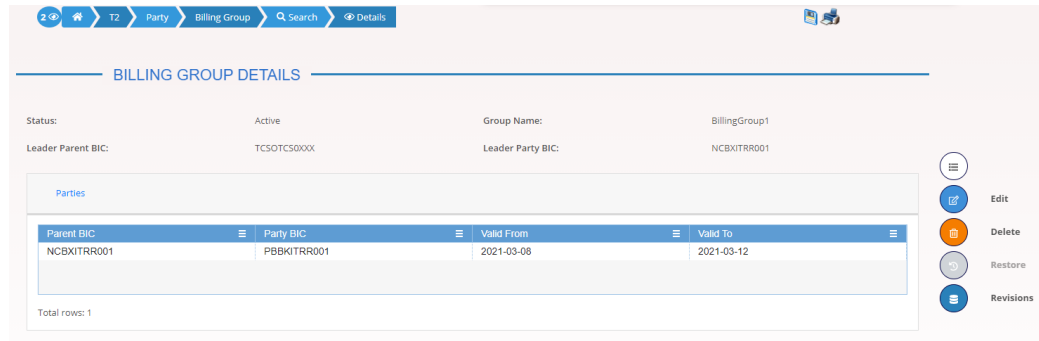 2 T2 Party Billing Group Search Details
BILLING GROUP DETAILS
Status: Active Group Name: BillingGroup1
Leader Parent BIC: TCSOTCS0XXX Leader Party BIC: NCBXITRR001
Parties
Edit
Parent BIC Party BIC Valid From Valid To
Delete
NCBXITRR001 PBBKITRR001 2021-03-08 2021-03-12
Restore
Revisions
Total rows: 1